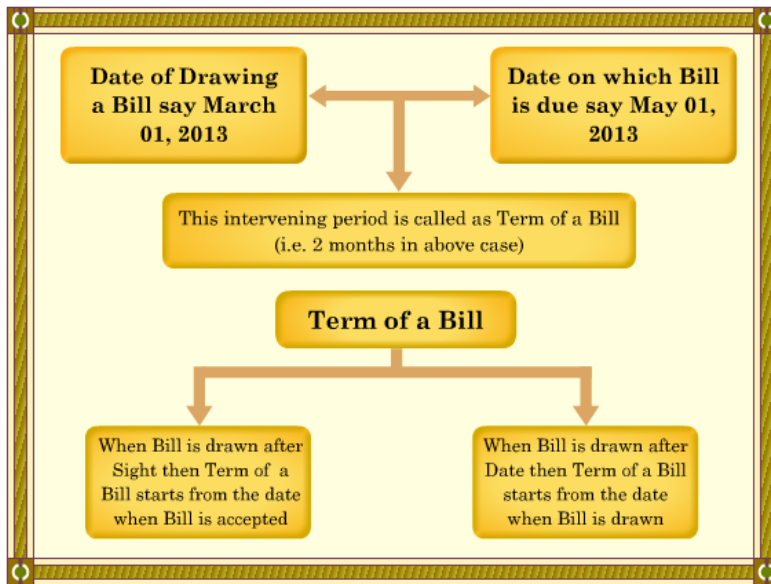 Date of Drawing
a Bill say March
01, 2013
Date on which Bill
is due say May 01,
2013
This intervening period is called as Term of a Bill
(i.e. 2 months in above case)
Term of a Bill
When Bill is drawn after
Sight then Term of a
Bill starts from the date
when Bill is accepted
When Bill is drawn after
Date then Term of a Bill
starts from the date
when Bill is drawn